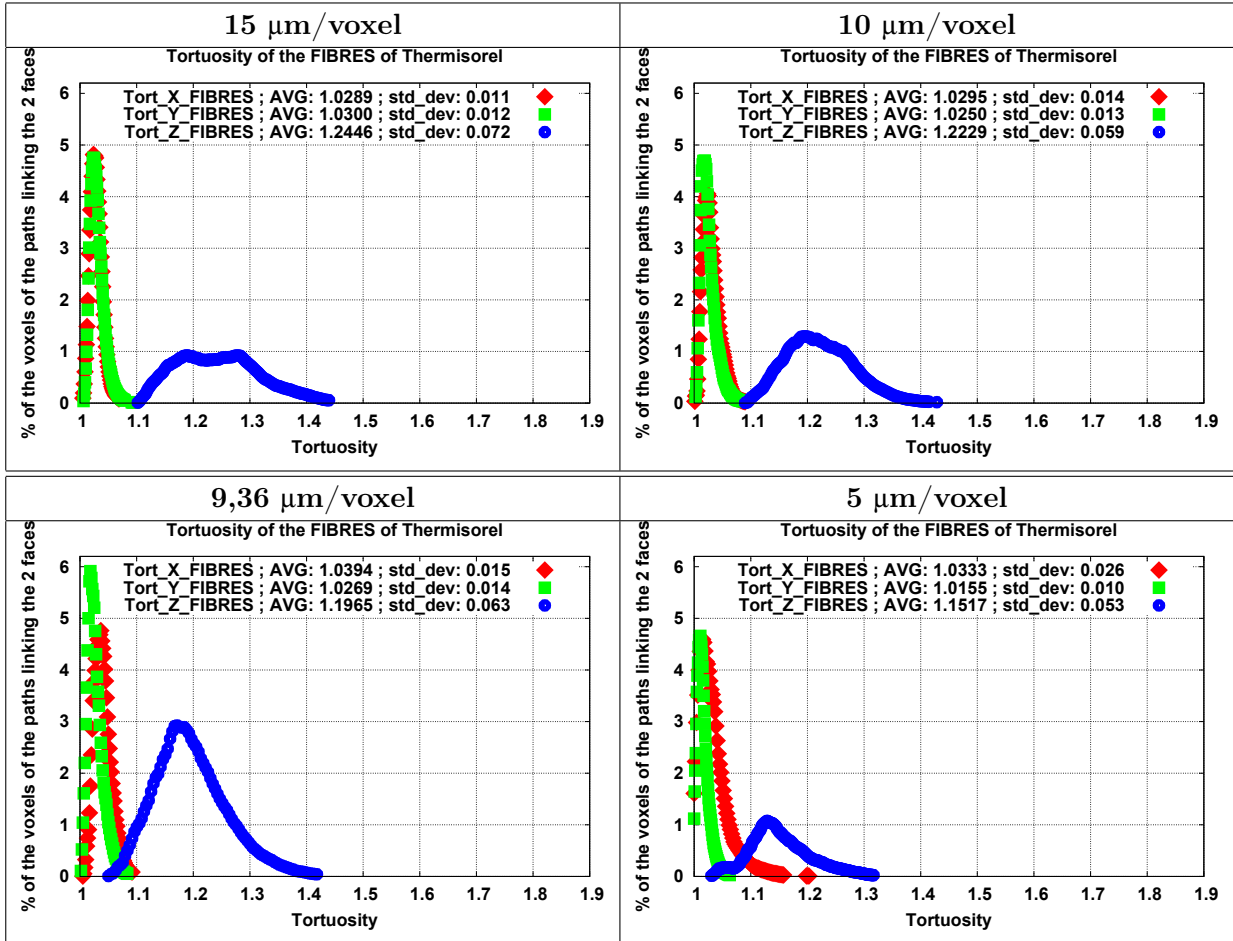 15 µm/voxel
Tortuosity of the FIBRES of Thermisorel
% of the voxels of the paths linking the 2 faces
Tort_X_FIBRES ; AVG: 1.0289 ; std_dev: 0.011
Tort_Y_FIBRES ; AVG: 1.0300 ; std_dev: 0.012
Tort_Z_FIBRES ; AVG: 1.2446 ; std_dev: 0.072
6
5
4
3
2
1
0
1 1.1 1.2 1.3 1.4 1.5 1.6 1.7 1.8 1.9
Tortuosity
10 µm/voxel
Tortuosity of the FIBRES of Thermisorel
% of the voxels of the paths linking the 2 faces
Tort_X_FIBRES ; AVG: 1.0295 ; std_dev: 0.014
Tort_Y_FIBRES ; AVG: 1.0250 ; std_dev: 0.013
Tort_Z_FIBRES ; AVG: 1.2229 ; std_dev: 0.059
6
5
4
3
2
1
0
1 1.1 1.2 1.3 1.4 1.5 1.6 1.7 1.8 1.9
Tortuosity
9,36 µm/voxel
Tortuosity of the FIBRES of Thermisorel
% of the voxels of the paths linking the 2 faces
Tort_X_FIBRES ; AVG: 1.0394 ; std_dev: 0.015
Tort_Y_FIBRES ; AVG: 1.0269 ; std_dev: 0.014
Tort_Z_FIBRES ; AVG: 1.1965 ; std_dev: 0.063
6
5
4
3
2
1
0
1 1.1 1.2 1.3 1.4 1.5 1.6 1.7 1.8 1.9
Tortuosity
5 µm/voxel
Tortuosity of the FIBRES of Thermisorel
% of the voxels of the paths linking the 2 faces
Tort_X_FIBRES ; AVG: 1.0333 ; std_dev: 0.026
Tort_Y_FIBRES ; AVG: 1.0155 ; std_dev: 0.010
Tort_Z_FIBRES ; AVG: 1.1517 ; std_dev: 0.053
6
5
4
3
2
1
0
1 1.1 1.2 1.3 1.4 1.5 1.6 1.7 1.8 1.9
Tortuosity